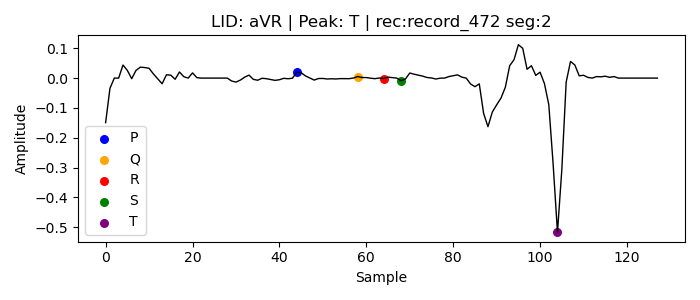 LID: aVR | Peak: T | rec:record_472 seg:2
Amplitude
0.1
0.0
−0.1
−0.2
−0.3
−0.4
−0.5
P
Q
R
S
T
0 20 40 60 80 100 120
Sample